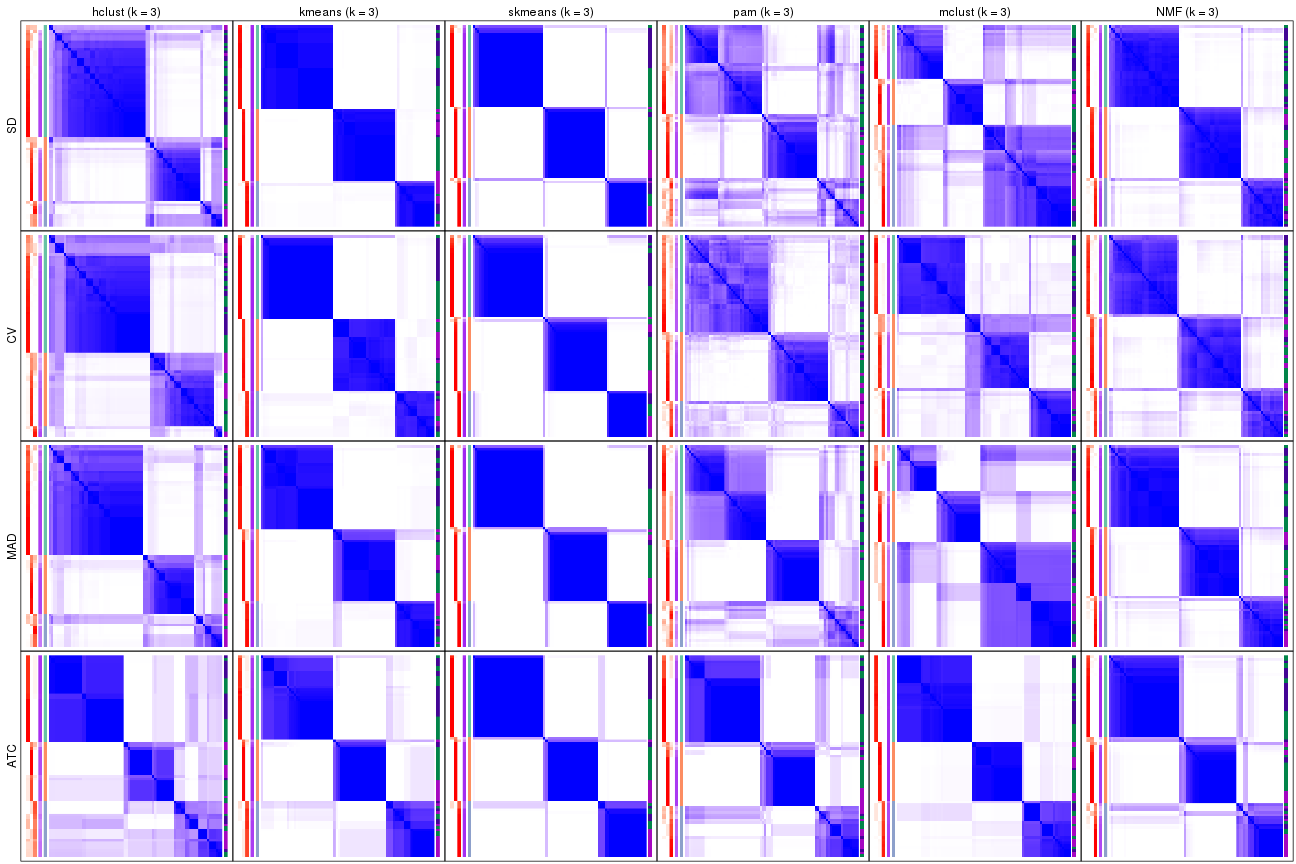 hclust (k = 3) kmeans (k = 3) skmeans (k = 3) pam (k = 3) mclust (k = 3) NMF (k = 3)
SD
CV
MAD
ATC